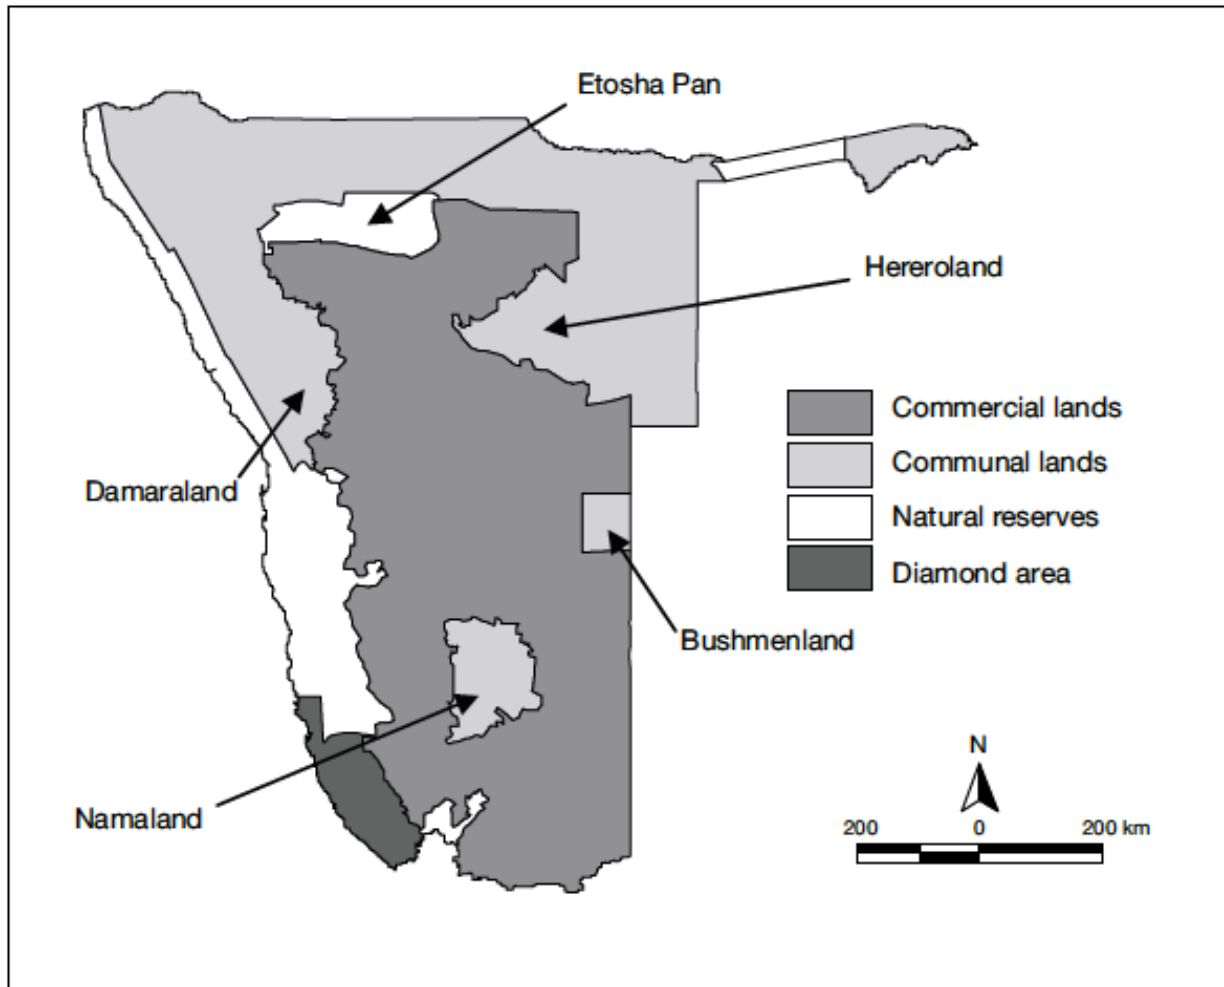 Etosha Pan
Hereroland
Commercial lands
Communal lands
Damaraland
Natural reserves
Diamond area
Bushmenland
Namaland
N
200 0 200 km